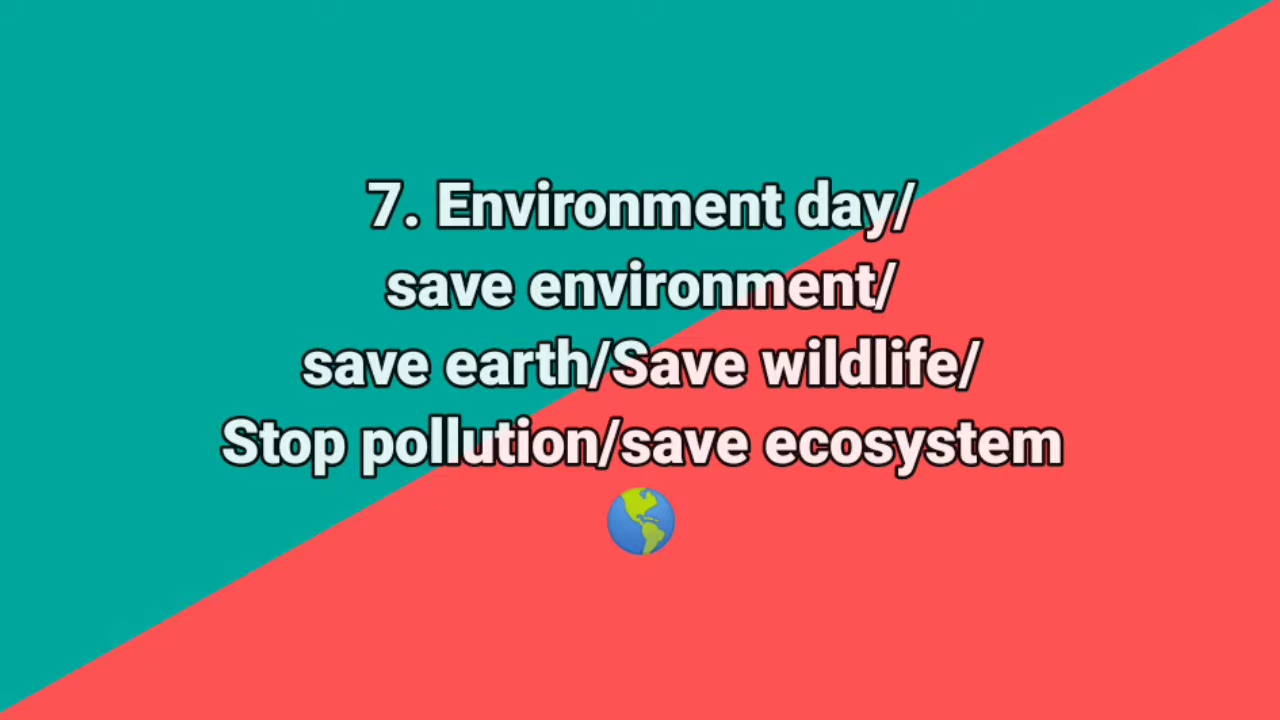 7. Environment day/
save environment/
save earth/Save wildlife/
Stop pollution/save ecosystem